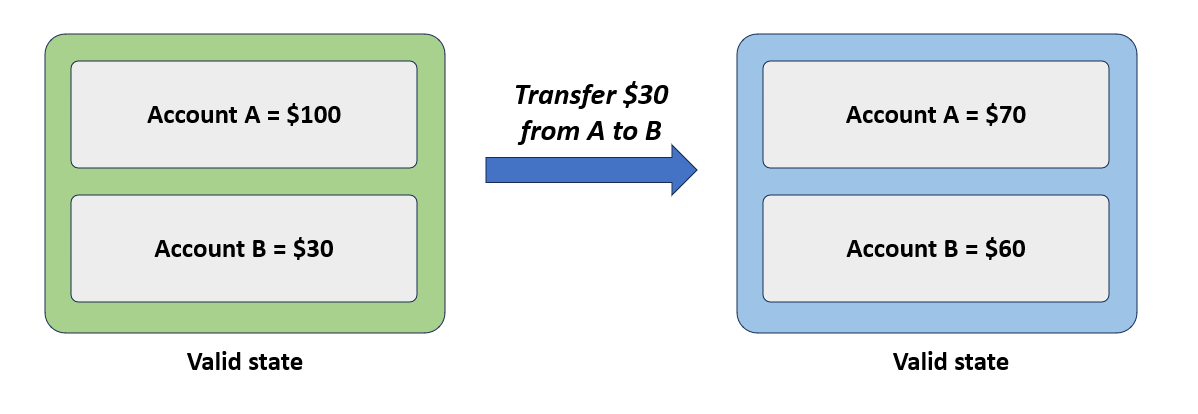 Account A = $100
Account B = $30
Valid state
Transfer $30
from A to B
Account A = $70
Account B = $60
Valid state